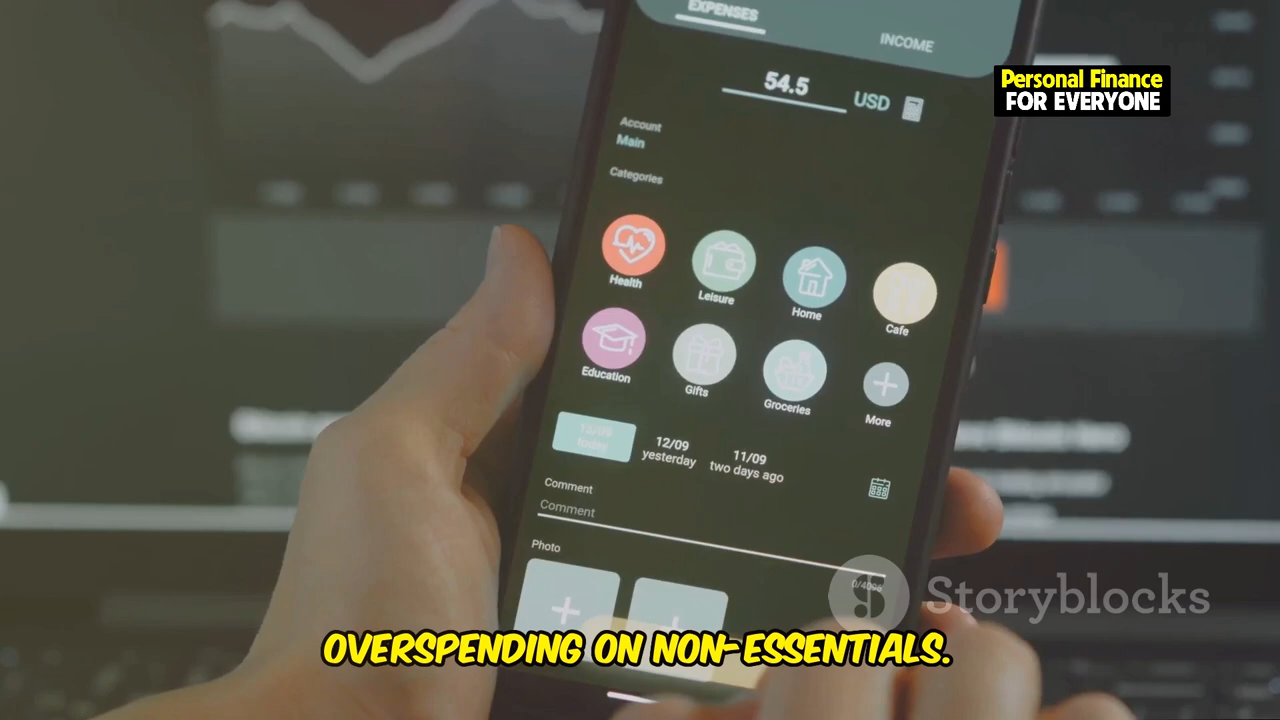 EXPENSES
INCOME
Personal Finance
FOR EVERYONE
54.5
USD
Account
Main
Categories
Health
Leisure
Home
Cafe
Education
Gifts
Groceries
More
today
12/09
yesterday
11/09
two days ago
Comment
Comment
Photo
Storyblocks
OVERSPENDING ON NON-ESSENTIALS.